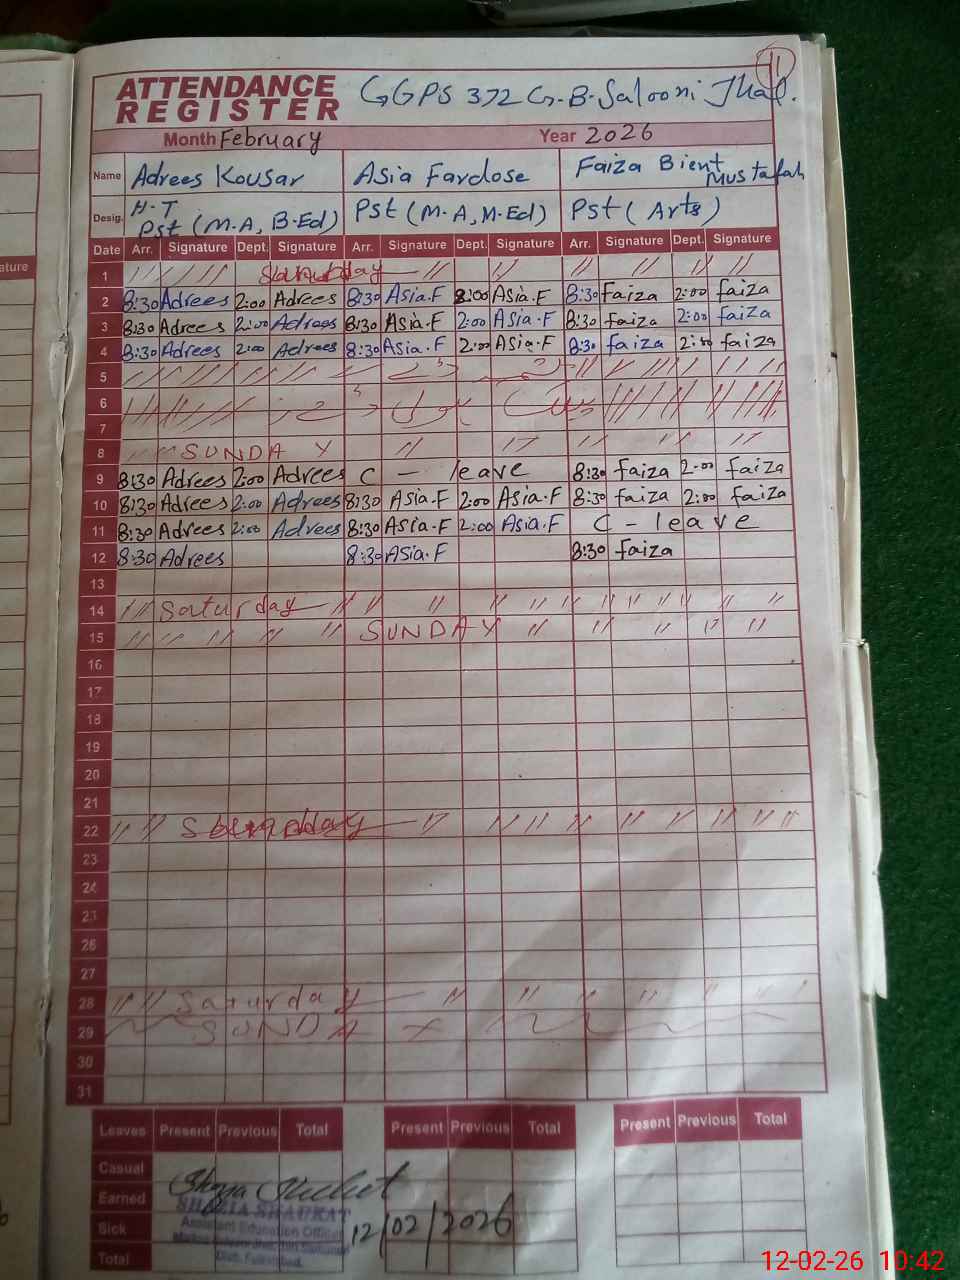 11
ATTENDANCE REGISTER GGPS 372 G.B. Salooni Jhal.
Month February Year 2026
Name Adrees Kousar Asia Fardose Faiza Bient Mustafah
Desig. H.T Pst (M.A, B.Ed) Pst (M.A, M.Ed) Pst (Arts)
Date Arr. Signature Dept. Signature Arr. Signature Dept. Signature Arr. Signature Dept. Signature
1
2 8:30 Adrees 2:00 Adrees 8:30 Asia.F 2:00 Asia.F 8:30 faiza 2:00 faiza
3 8:30 Adrees 2:00 Adrees 8:30 Asia.F 2:00 Asia.F 8:30 faiza 2:00 faiza
4 8:30 Adrees 2:00 Adrees 8:30 Asia.F 2:00 Asia.F 8:30 faiza 2:00 faiza
5
6
7
8 SUNDAY
9 8:30 Adrees 2:00 Adrees C - leave 8:30 faiza 2:00 faiza
10 8:30 Adrees 2:00 Adrees 8:30 Asia.F 2:00 Asia.F 8:30 faiza 2:00 faiza
11 8:30 Adrees 2:00 Adrees 8:30 Asia.F 2:00 Asia.F C - leave
12 8:30 Adrees 8:30 Asia.F 8:30 faiza
13
14 Saturday
15 SUNDAY
16
17
18
19
20
21
22
23
24
25
26
27
28 Saturday
29 SUNDAY
30
31
Leaves Present Previous Total Present Previous Total Present Previous Total
Casual
Earned
Sick
Total
SHAZIA SHAUKAT
Assistant Education Officer
12/02/2026
12-02-26 10:42